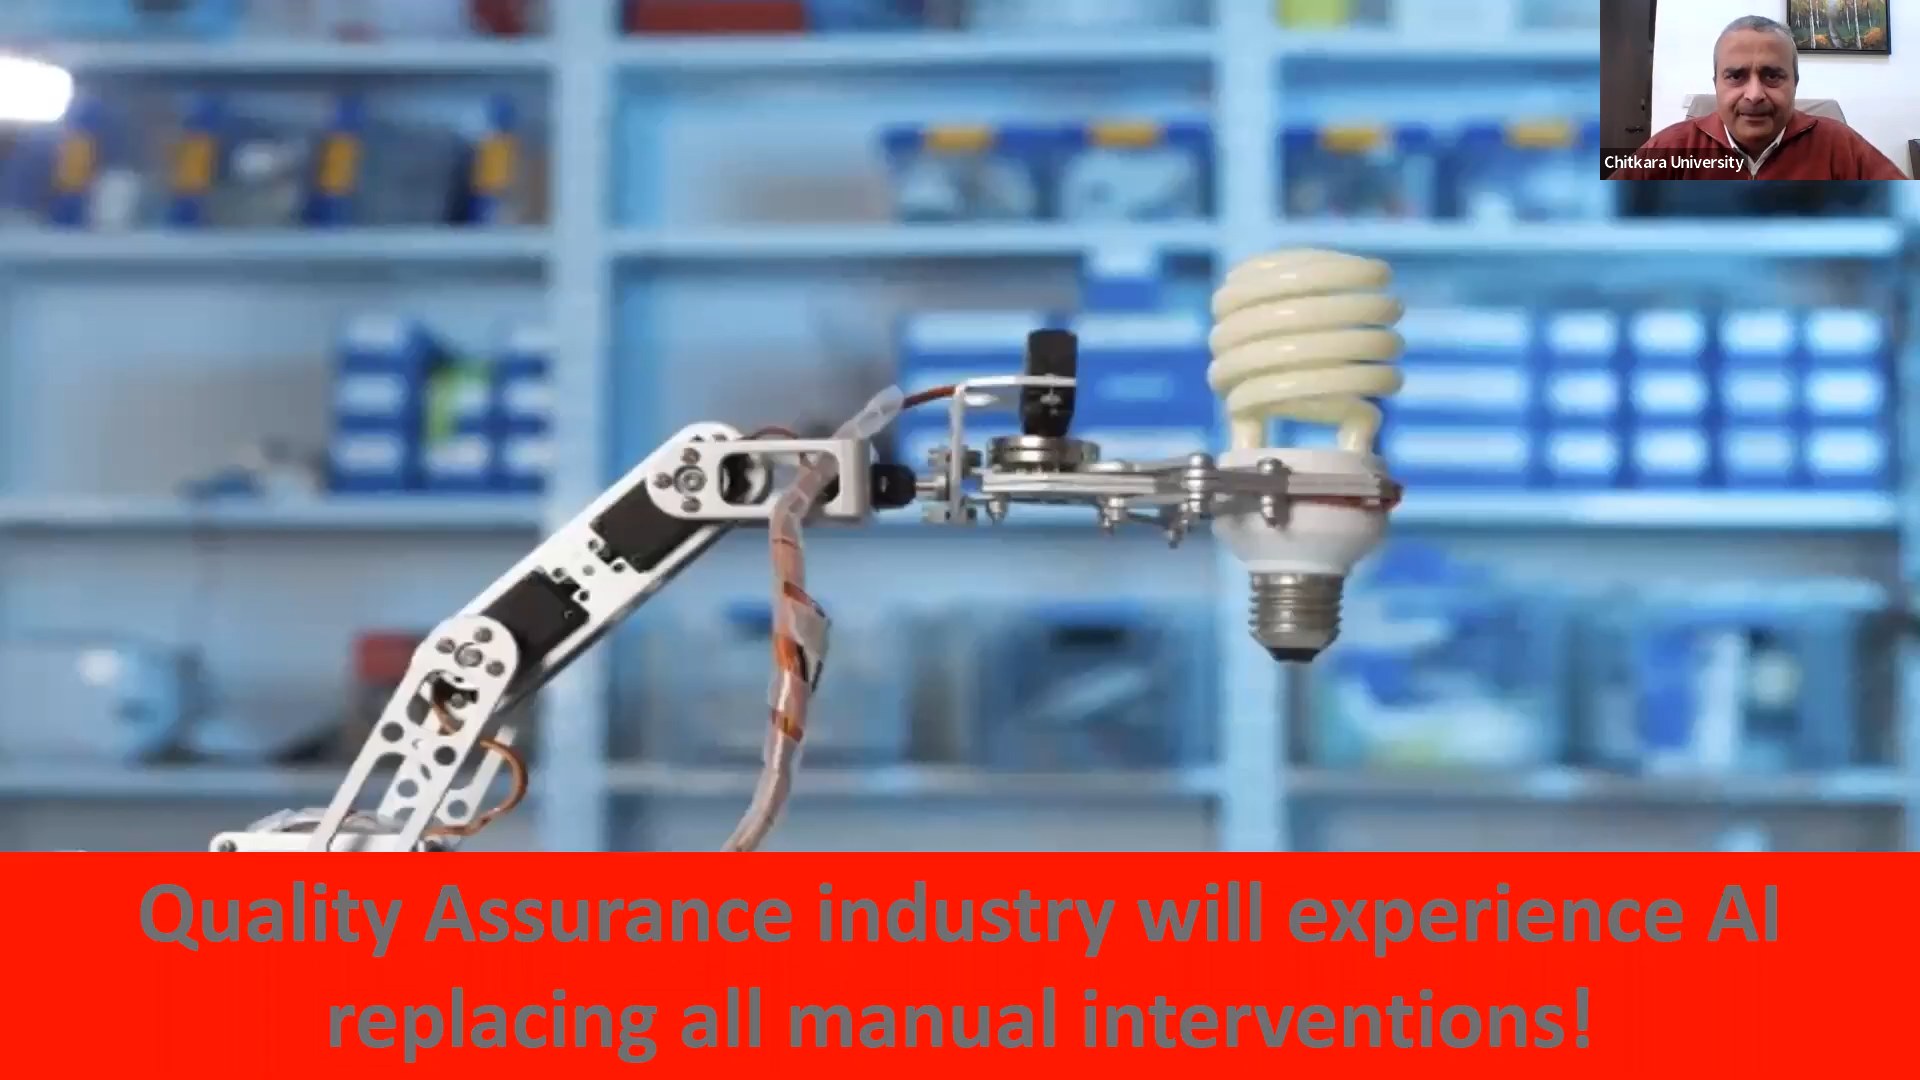 Chitkara University
Quality Assurance industry will experience AI
replacing all manual interventions!